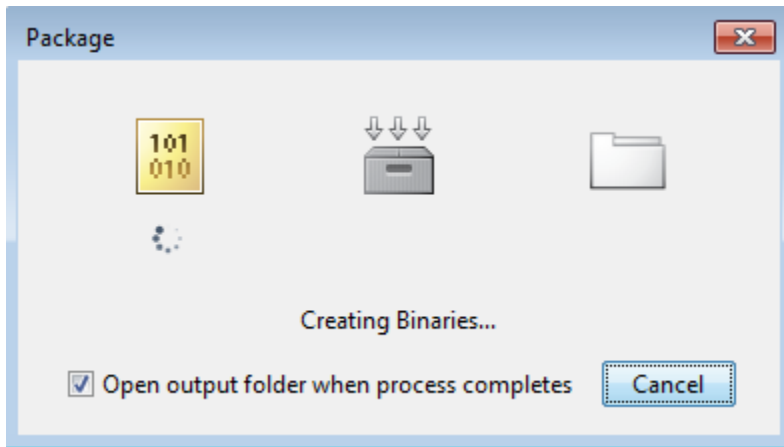 Package
101
010
Creating Binaries...
Open output folder when process completes
Cancel